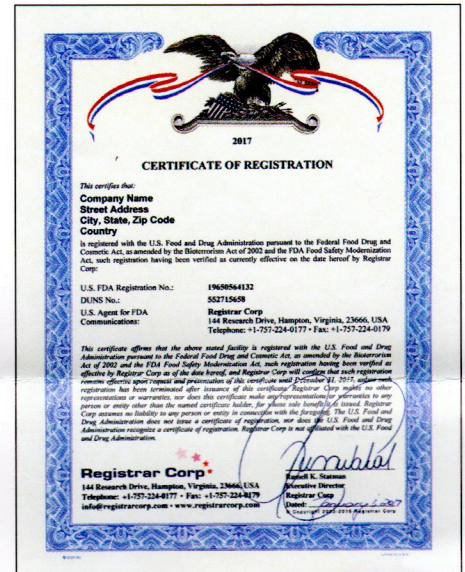 2017
CERTIFICATE OF REGISTRATION
This certifies that:
Company Name
Street Address
City, State, Zip Code
Country
is registered with the U.S. Food and Drug Administration pursuant to the Federal Food Drug and
Cosmetic Act, as amended by the Bioterrorism Act of 2002 and the FDA Food Safety Modernization
Act, such registration having been verified as currently effective on the date hereof by Registrar
Corp:
U.S. FDA Registration No.: 19650564132
DUNS No.: 552715658
U.S. Agent for FDA Registrar Corp
Communications: 144 Research Drive, Hampton, Virginia, 23666, USA
Telephone: +1-757-224-0177 • Fax: +1-757-224-0179
This certificate affirms that the above stated facility is registered with the U.S. Food and Drug
Administration pursuant to the Federal Food Drug and Cosmetic Act, as amended by the Bioterrorism
Act of 2002 and the FDA Food Safety Modernization Act, such registration having been verified as
effective by Registrar Corp as of the date hereof, and Registrar Corp will confirm that such registration
remains effective upon request and presentation of this certificate until December 31, 2017, unless such
registration has been terminated after issuance of this certificate. Registrar Corp makes no other
representations or warranties, nor does this certificate make any representations or warranties to any
person or entity other than the named certificate holder, for whose sole benefit it is issued. Registrar
Corp assumes no liability to any person or entity in connection with the foregoing. The U.S. Food and
Drug Administration does not issue a certificate of registration, nor does the U.S. Food and Drug
Administration recognize a certificate of registration. Registrar Corp is not affiliated with the U.S. Food
and Drug Administration.
Registrar Corp
144 Research Drive, Hampton, Virginia, 23666, USA
Telephone: +1-757-224-0177 • Fax: +1-757-224-0179
info@registrarcorp.com • www.registrarcorp.com
Russell K. Statman
Executive Director
Registrar Corp
Dated: January 5, 2017
© Copyright 2003-2016 Registrar Corp